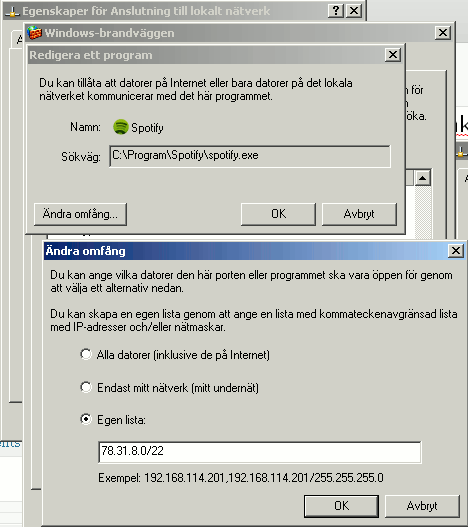 Egenskaper för Anslutning till lokalt nätverk
Windows-brandväggen
Redigera ett program
Du kan tillåta att datorer på Internet eller bara datorer på det lokala
nätverket kommunicerar med det här programmet.
Namn: Spotify
Sökväg: C:\Program\Spotify\spotify.exe
Ändra omfång... OK Avbryt
Ändra omfång
Du kan ange vilka datorer den här porten eller programmet ska vara öppen för genom
att välja ett alternativ nedan.
Du kan skapa en egen lista genom att ange en lista med kommateckenavgränsad lista
med IP-adresser och/eller nätmaskar.
Alla datorer (inklusive de på Internet)
Endast mitt nätverk (mitt undernät)
Egen lista:
78.31.8.0/22
Exempel: 192.168.114.201,192.168.114.201/255.255.255.0
OK Avbryt